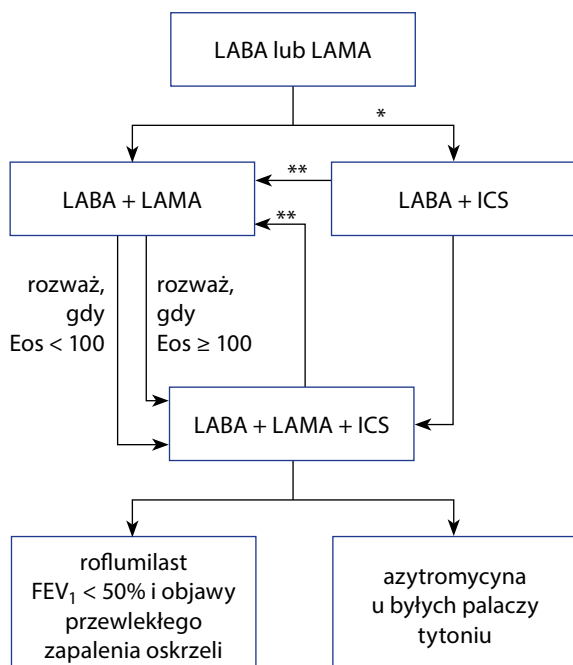 LABA lub LAMA
*
LABA + LAMA
**
LABA + ICS
**
rozważ,
gdy
Eos < 100
rozważ,
gdy
Eos ≥ 100
LABA + LAMA + ICS
roflumilast
FEV₁ < 50% i objawy
przewlekłego
zapalenia oskrzeli
azytromycyna
u byłych palaczy
tytoniu